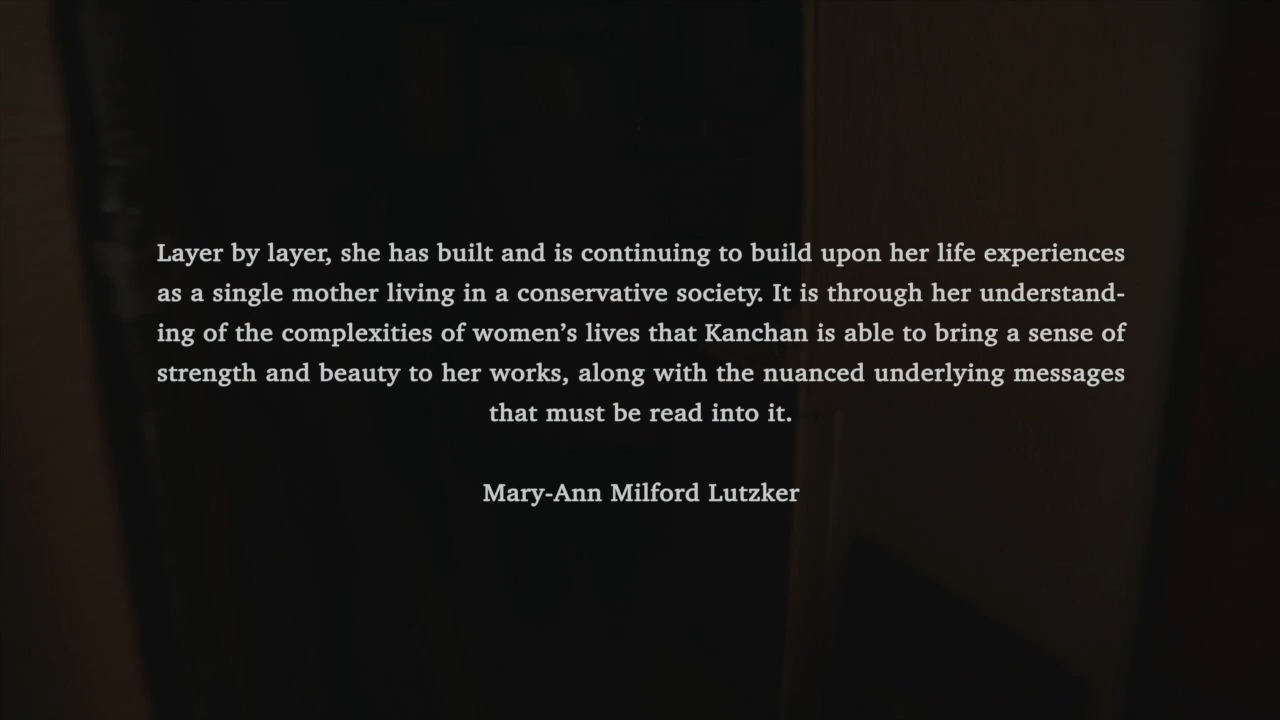 Layer by layer, she has built and is continuing to build upon her life experiences
as a single mother living in a conservative society. It is through her understand-
ing of the complexities of women’s lives that Kanchan is able to bring a sense of
strength and beauty to her works, along with the nuanced underlying messages
that must be read into it.
Mary-Ann Milford Lutzker